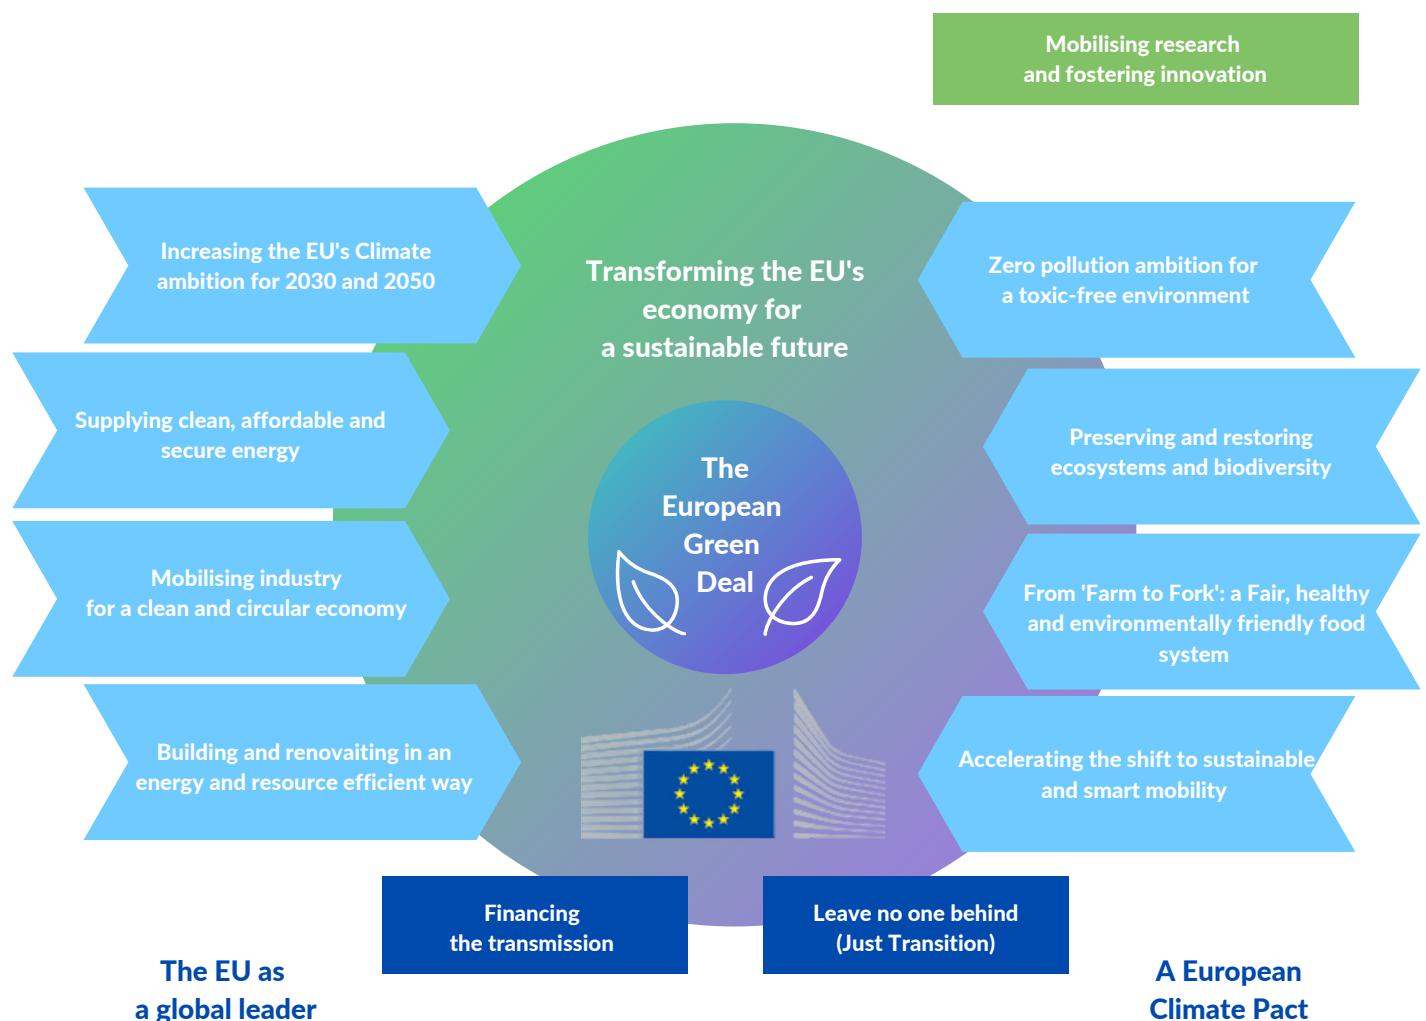 Mobilising research
and fostering innovation
Increasing the EU's Climate
ambition for 2030 and 2050
Supplying clean, affordable and
secure energy
Mobilising industry
for a clean and circular economy
Building and renovaiting in an
energy and resource efficient way
Transforming the EU's
economy for
a sustainable future
The
European
Green
Deal
Zero pollution ambition for
a toxic-free environment
Preserving and restoring
ecosystems and biodiversity
From 'Farm to Fork': a Fair, healthy
and environmentally friendly food
system
Accelerating the shift to sustainable
and smart mobility
Financing
the transmission
Leave no one behind
(Just Transition)
The EU as
a global leader
A European
Climate Pact